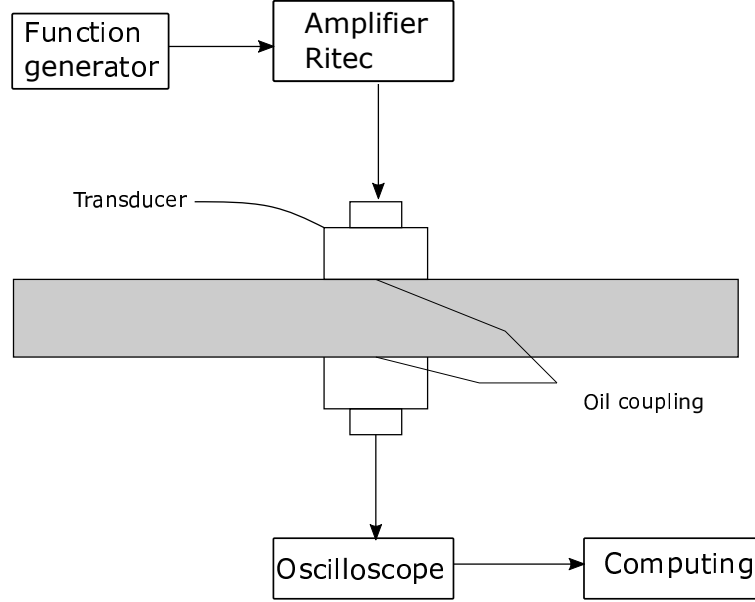 Function
generator
Amplifier
Ritec
Transducer
Oil coupling
Oscilloscope
Computing